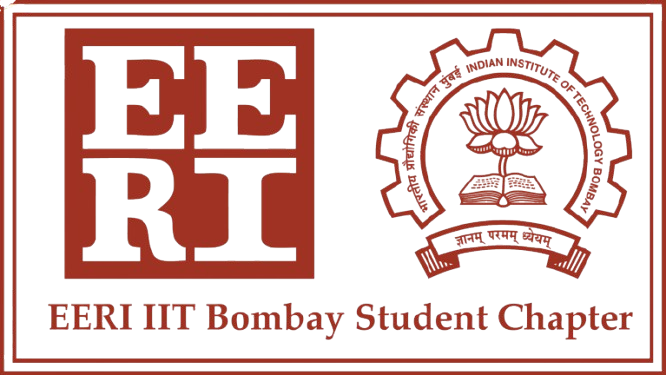 EE
RI
भारतीय प्रौद्योगिकी संस्थान मुंबई INDIAN INSTITUTE OF TECHNOLOGY BOMBAY
ज्ञानम् परमम् ध्येयम्
EERI IIT Bombay Student Chapter